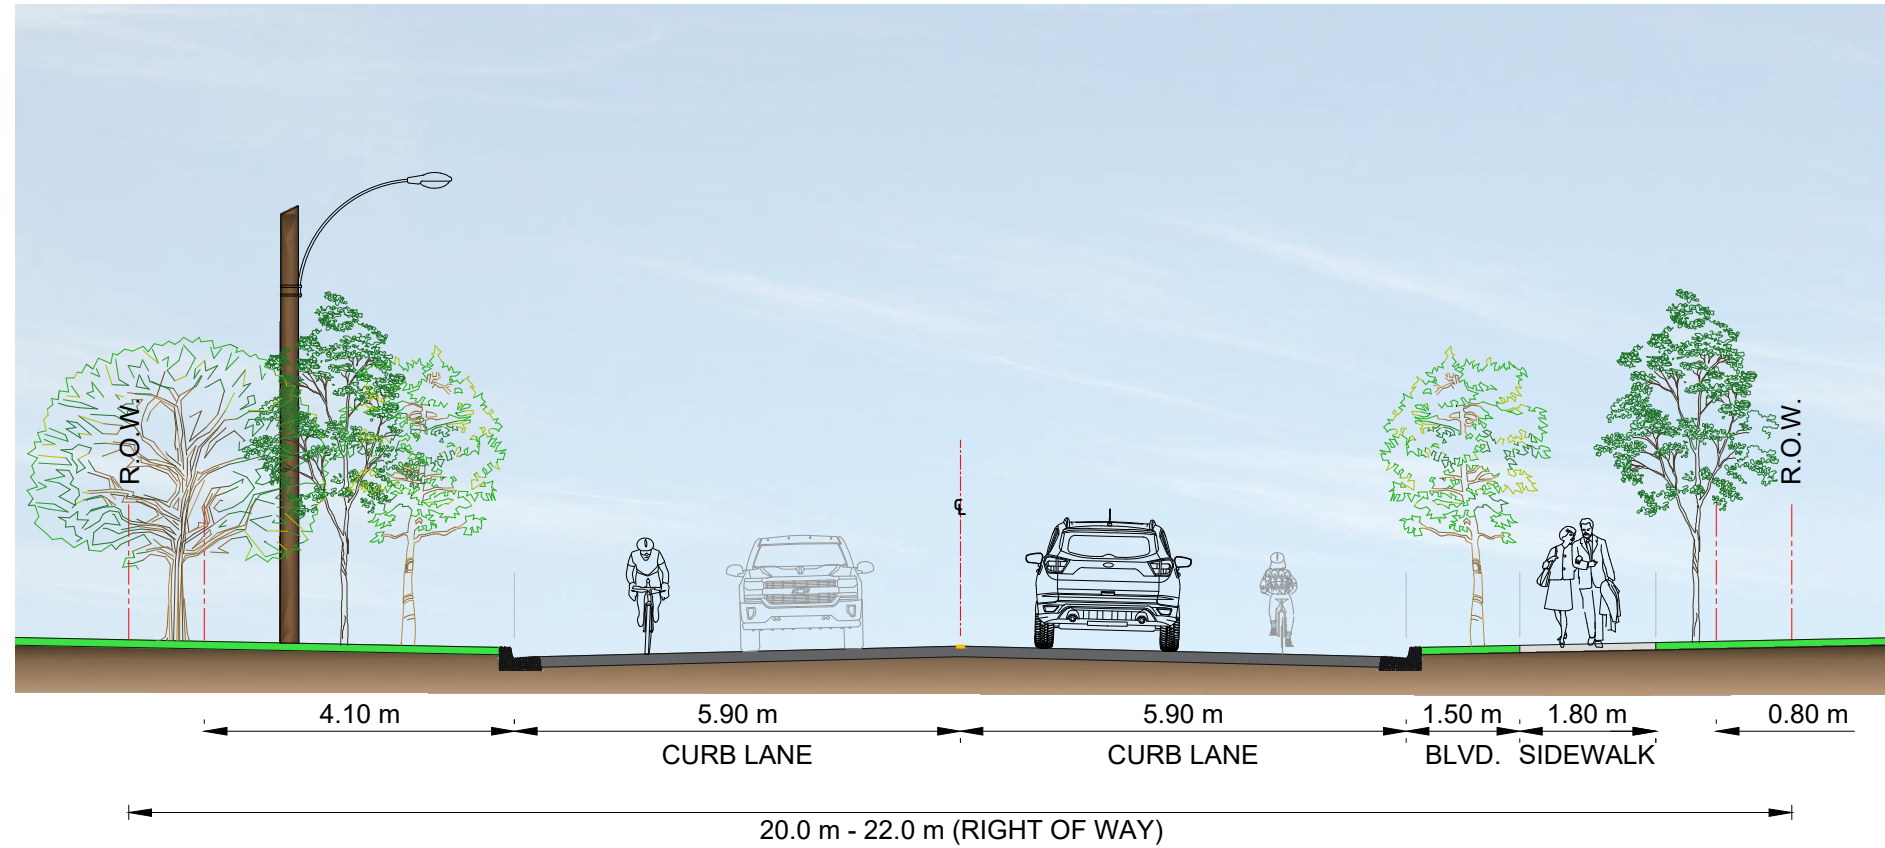 R.O.W.
R.O.W.
℄
4.10 m
5.90 m
5.90 m
1.50 m
1.80 m
0.80 m
CURB LANE
CURB LANE
BLVD.
SIDEWALK
20.0 m - 22.0 m (RIGHT OF WAY)